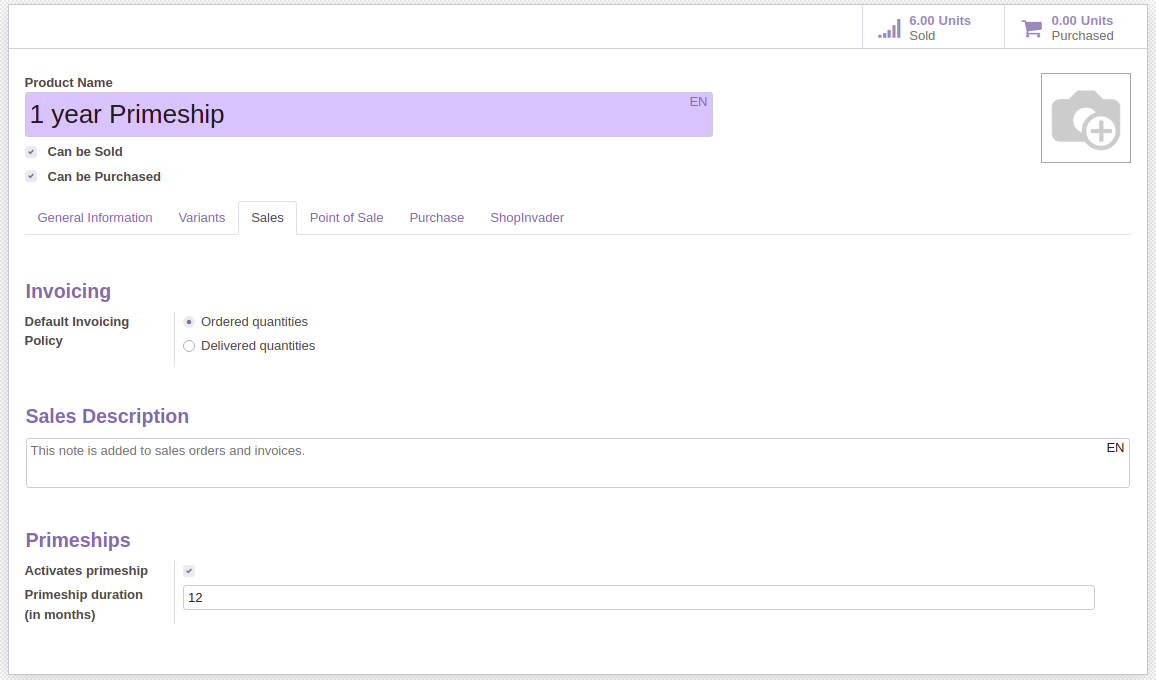 6.00 Units
Sold
0.00 Units
Purchased
Product Name
1 year Primeship
EN
Can be Sold
Can be Purchased
General Information Variants Sales Point of Sale Purchase ShopInvader
Invoicing
Default Invoicing
Policy
Ordered quantities
Delivered quantities
Sales Description
This note is added to sales orders and invoices.
EN
Primeships
Activates primeship
Primeship duration
(in months)
12